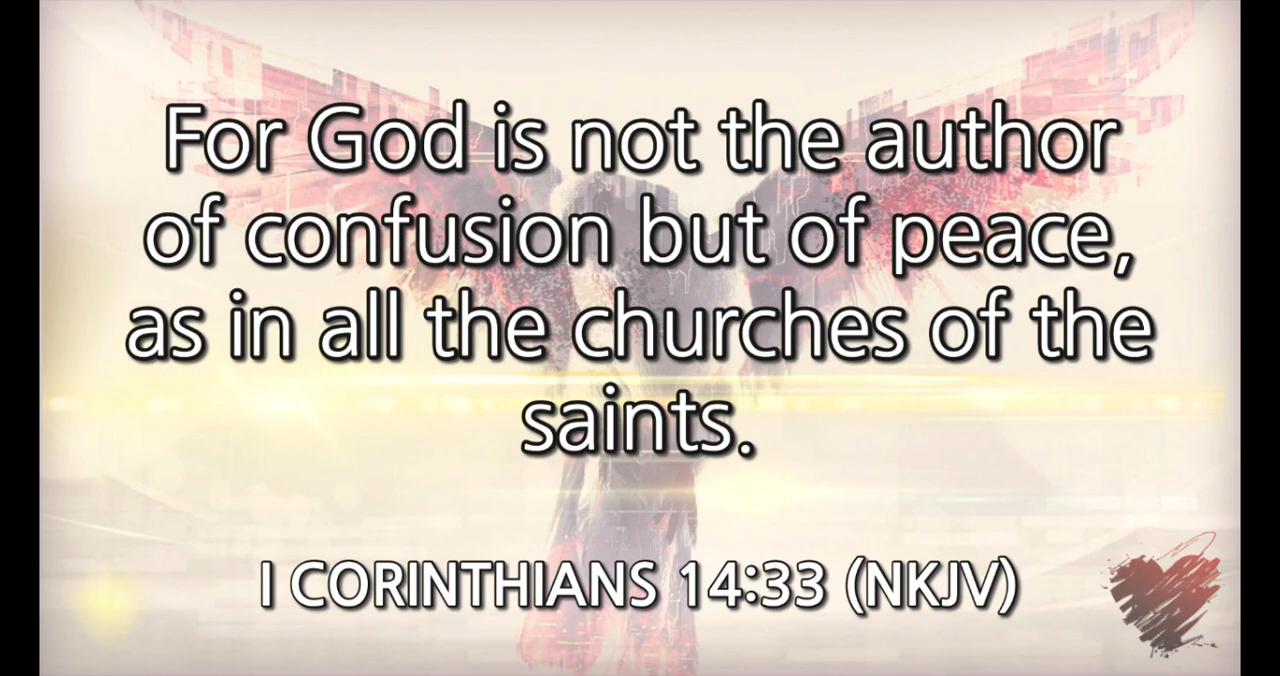 For God is not the author
of confusion but of peace,
as in all the churches of the
saints.
I CORINTHIANS 14:33 (NKJV)